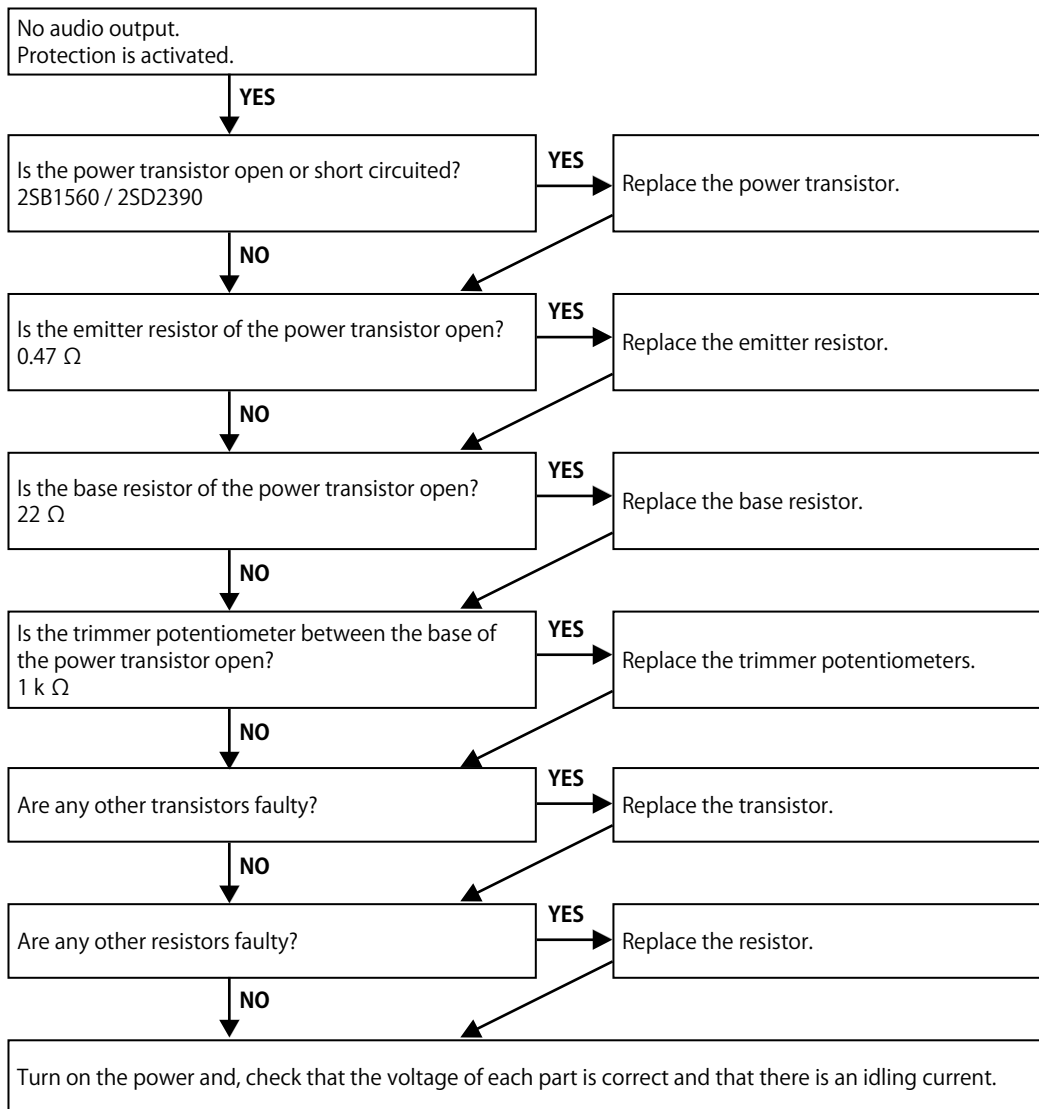 No audio output.
Protection is activated.
YES
Is the power transistor open or short circuited?
2SB1560 / 2SD2390
YES
Replace the power transistor.
NO
Is the emitter resistor of the power transistor open?
0.47 Ω
YES
Replace the emitter resistor.
NO
Is the base resistor of the power transistor open?
22 Ω
YES
Replace the base resistor.
NO
Is the trimmer potentiometer between the base of
the power transistor open?
1 k Ω
YES
Replace the trimmer potentiometers.
NO
Are any other transistors faulty?
YES
Replace the transistor.
NO
Are any other resistors faulty?
YES
Replace the resistor.
NO
Turn on the power and, check that the voltage of each part is correct and that there is an idling current.